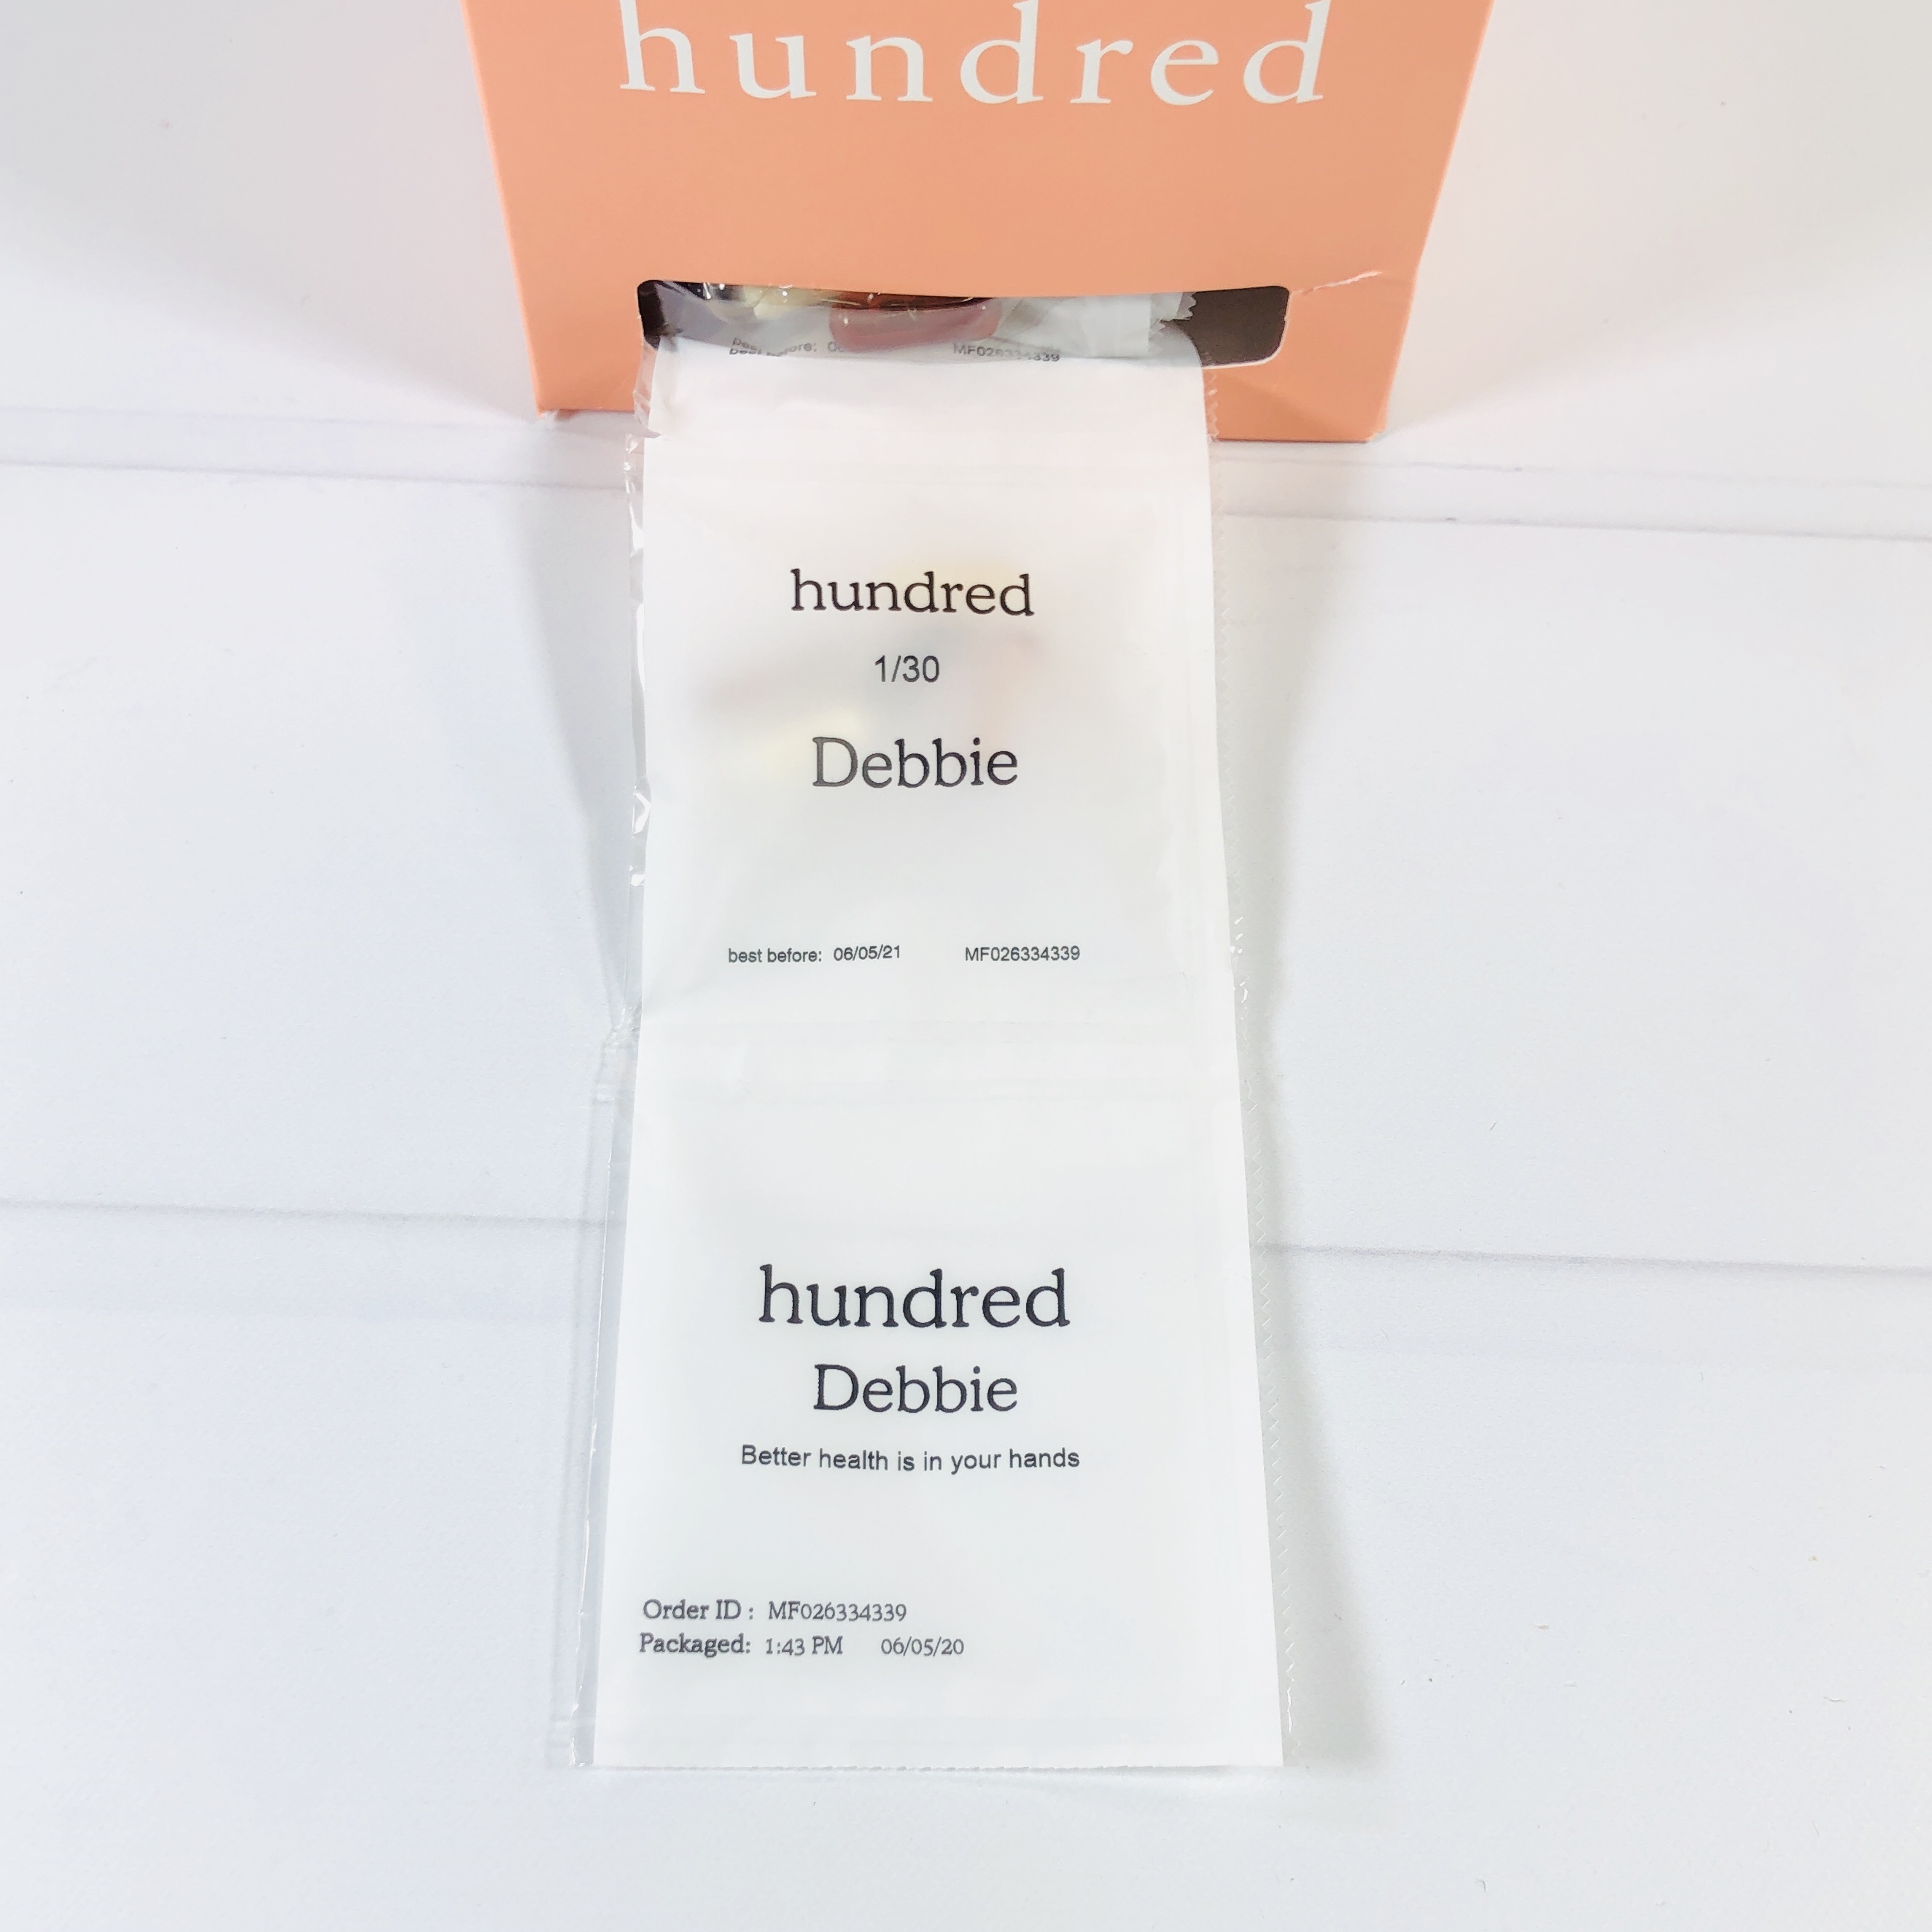 hundred
MF026334339
hundred
1/30
Debbie
best before: 06/05/21 MF026334339
hundred
Debbie
Better health is in your hands
Order ID : MF026334339
Packaged: 1:43 PM 06/05/20